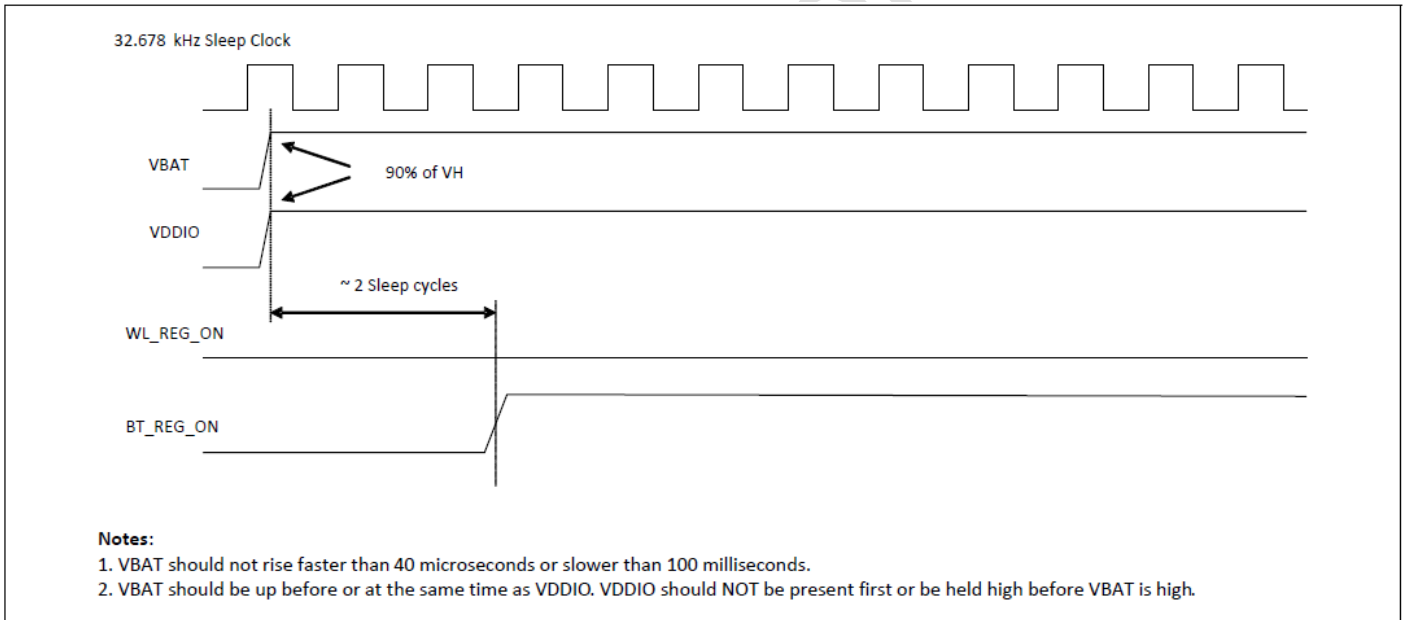 32.678 kHz Sleep Clock
VBAT
90% of VH
VDDIO
~ 2 Sleep cycles
WL_REG_ON
BT_REG_ON
Notes:
1. VBAT should not rise faster than 40 microseconds or slower than 100 milliseconds.
2. VBAT should be up before or at the same time as VDDIO. VDDIO should NOT be present first or be held high before VBAT is high.